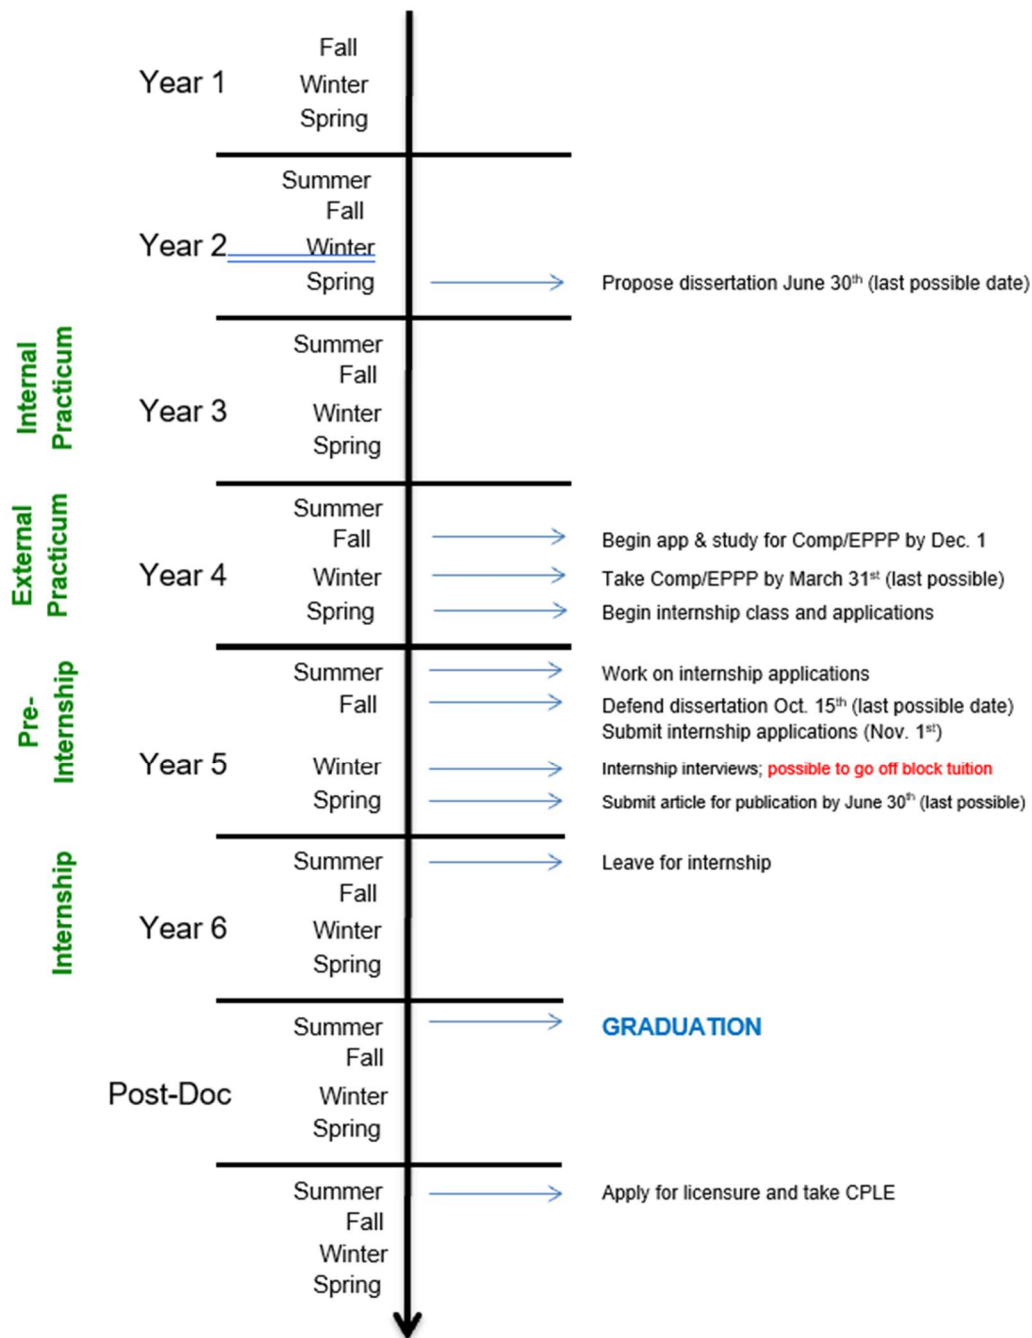 Fall
Year 1
Winter
Spring
Summer
Fall
Year 2 Winter
Spring Propose dissertation June 30th (last possible date)
Internal
Practicum
Summer
Fall
Year 3 Winter
Spring
External
Practicum
Summer
Fall Begin app & study for Comp/EPPP by Dec. 1
Year 4 Winter Take Comp/EPPP by March 31st (last possible)
Spring Begin internship class and applications
Pre-
Internship
Summer Work on internship applications
Fall Defend dissertation Oct. 15th (last possible date)
Submit internship applications (Nov. 1st)
Year 5 Winter Internship interviews; possible to go off block tuition
Spring Submit article for publication by June 30th (last possible)
Internship
Summer Leave for internship
Fall
Year 6 Winter
Spring
Summer GRADUATION
Fall
Post-Doc Winter
Spring
Summer Apply for licensure and take CPLE
Fall
Winter
Spring